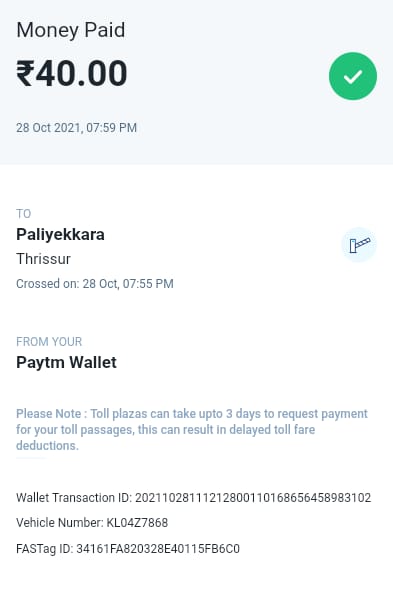 Money Paid
₹40.00
28 Oct 2021, 07:59 PM
TO
Paliyekkara
Thrissur
Crossed on: 28 Oct, 07:55 PM
FROM YOUR
Paytm Wallet
Please Note : Toll plazas can take upto 3 days to request payment
for your toll passages, this can result in delayed toll fare
deductions.
Wallet Transaction ID: 20211028111212800110168656458983102
Vehicle Number: KL04Z7868
FASTag ID: 34161FA820328E40115FB6C0